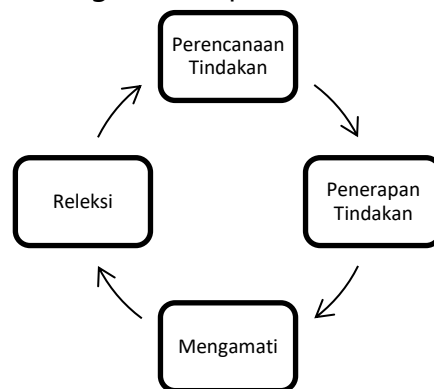 Perencanaan
Tindakan
Penerapan
Tindakan
Mengamati
Releksi